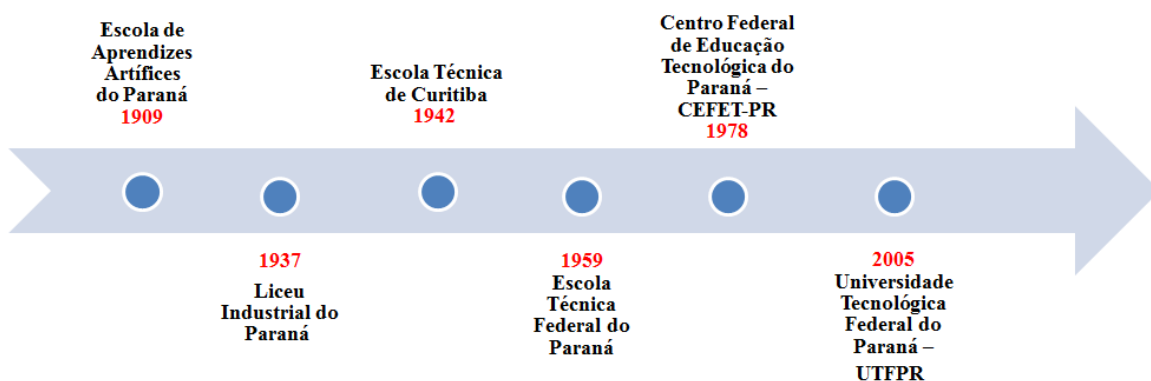 Escola de
Aprendizes
Artífices
do Paraná
1909
1937
Liceu
Industrial do
Paraná
Escola Técnica
de Curitiba
1942
1959
Escola
Técnica
Federal do
Paraná
Centro Federal
de Educação
Tecnológica do
Paraná –
CEFET-PR
1978
2005
Universidade
Tecnológica
Federal do
Paraná –
UTFPR